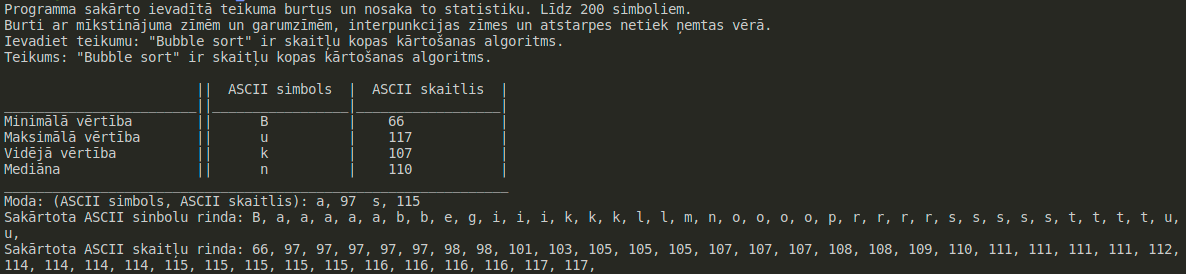 Programma sakārto ievadītā teikuma burtus un nosaka to statistiku. Līdz 200 simboliem.
Burti ar mīkstinājuma zīmēm un garumzīmēm, interpunkcijas zīmes un atstarpes netiek ņemtas vērā.
Ievadiet teikumu: "Bubble sort" ir skaitļu kopas kārtošanas algoritms.
Teikums: "Bubble sort" ir skaitļu kopas kārtošanas algoritms.
|| ASCII simbols | ASCII skaitlis |
________________________||_________________|__________________|
Minimālā vērtība || B | 66 |
Maksimālā vērtība || u | 117 |
Vidējā vērtība || k | 107 |
Mediāna || n | 110 |
_______________________________________________________________
Moda: (ASCII simbols, ASCII skaitlis): a, 97 s, 115
Sakārtota ASCII sinbolu rinda: B, a, a, a, a, a, b, b, e, g, i, i, i, k, k, k, l, l, m, n, o, o, o, o, p, r, r, r, r, s, s, s, s, s, t, t, t, t, u,
u,
Sakārtota ASCII skaitļu rinda: 66, 97, 97, 97, 97, 97, 98, 98, 101, 103, 105, 105, 105, 107, 107, 107, 108, 108, 109, 110, 111, 111, 111, 111, 112,
114, 114, 114, 114, 115, 115, 115, 115, 115, 116, 116, 116, 116, 117, 117,